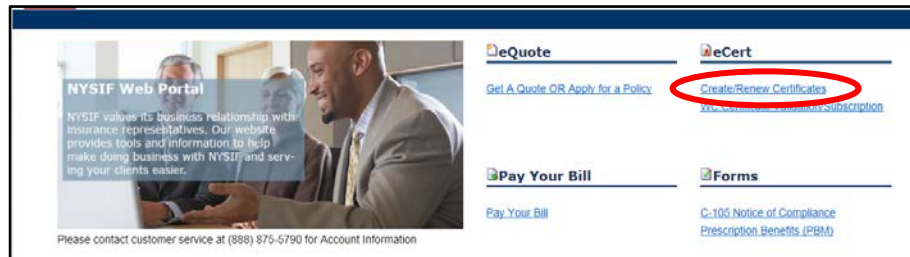 eQuote
Get A Quote OR Apply for a Policy
eCert
Create/Renew Certificates
WC Certificate Validation/Subscription
NYSIF Web Portal
NYSIF values its business relationship with
insurance representatives. Our website
provides tools and information to help
make doing business with NYSIF and serv-
ing your clients easier.
Please contact customer service at (888) 875-5790 for Account Information
Pay Your Bill
Pay Your Bill
Forms
C-105 Notice of Compliance
Prescription Benefits (PBM)